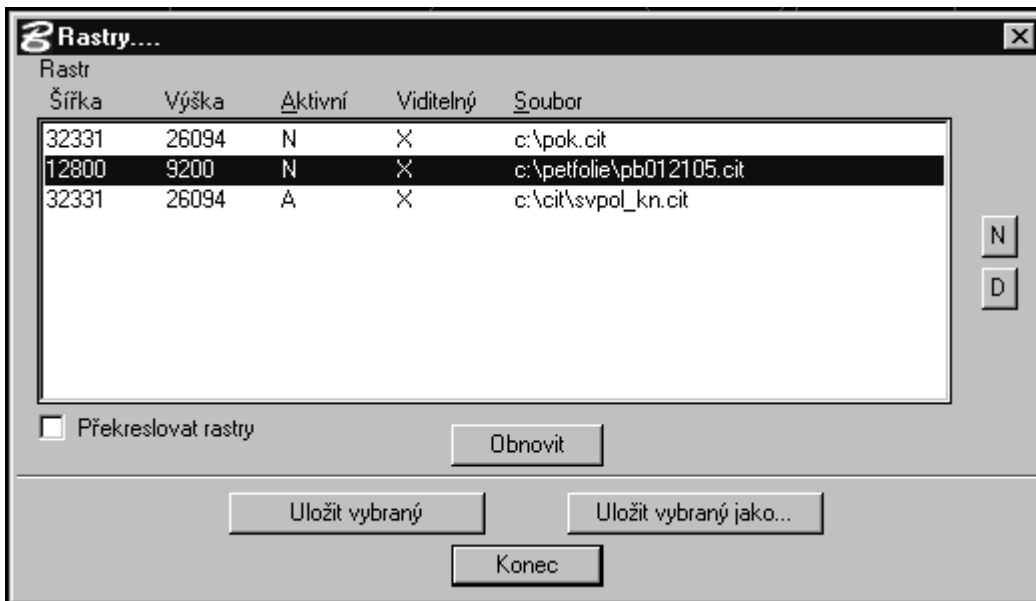 Rastry....
Rastr
Šířka Výška Aktivní Viditelný Soubor
32331 26094 N X c:\pok.cit
12800 9200 N X c:\petfolie\pb012105.cit
32331 26094 A X c:\cit\svpol_kn.cit
N
D
Překreslovat rastry
Obnovit
Uložit vybraný Uložit vybraný jako...
Konec